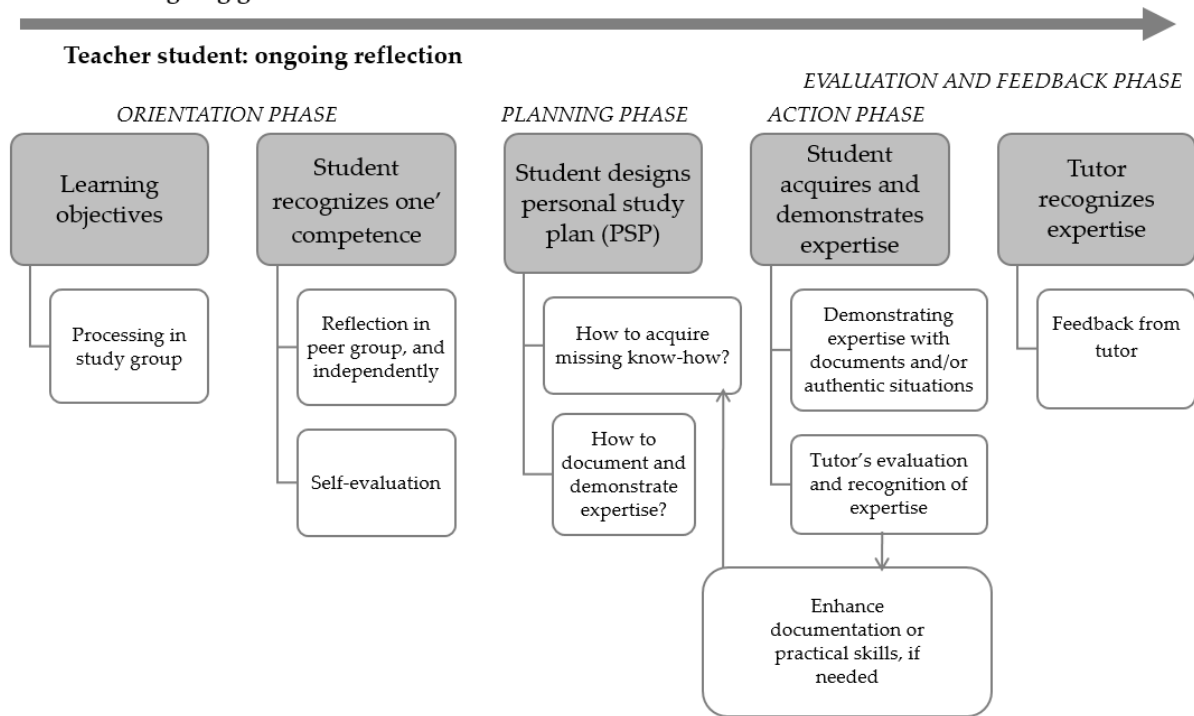 Teacher student: ongoing reflection
EVALUATION AND FEEDBACK PHASE
ORIENTATION PHASE
PLANNING PHASE
ACTION PHASE
Learning
objectives
Student
recognizes one’
competence
Student designs
personal study
plan (PSP)
Student
acquires and
demonstrates
expertise
Tutor
recognizes
expertise
Processing in
study group
Reflection in
peer group, and
independently
Self-evaluation
How to acquire
missing know-how?
How to
document and
demonstrate
expertise?
Demonstrating
expertise with
documents and/or
authentic situations
Tutor’s evaluation
and recognition of
expertise
Feedback from
tutor
Enhance
documentation or
practical skills, if
needed